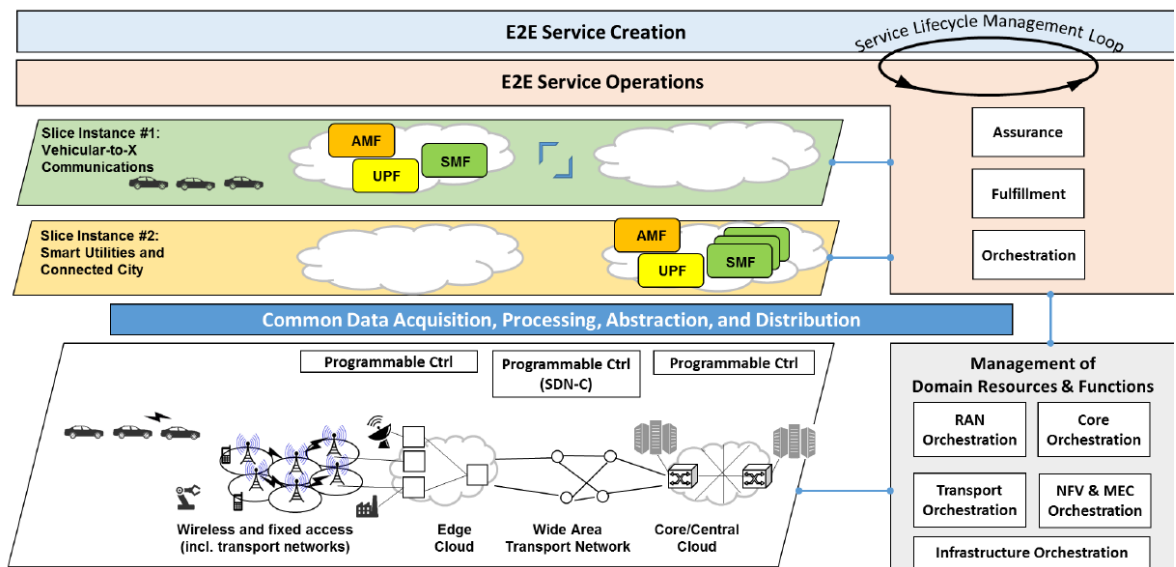 E2E Service Creation
Service Lifecycle Management Loop
E2E Service Operations
Slice Instance #1:
Vehicular-to-X
Communications
AMF
SMF
UPF
Assurance
Fulfillment
Orchestration
Slice Instance #2:
Smart Utilities and
Connected City
AMF
SMF
UPF
Common Data Acquisition, Processing, Abstraction, and Distribution
Programmable Ctrl
Programmable Ctrl
(SDN-C)
Programmable Ctrl
Management of
Domain Resources & Functions
RAN
Orchestration
Core
Orchestration
Transport
Orchestration
NFV & MEC
Orchestration
Infrastructure Orchestration
Wireless and fixed access
(incl. transport networks)
Edge
Cloud
Wide Area
Transport Network
Core/Central
Cloud